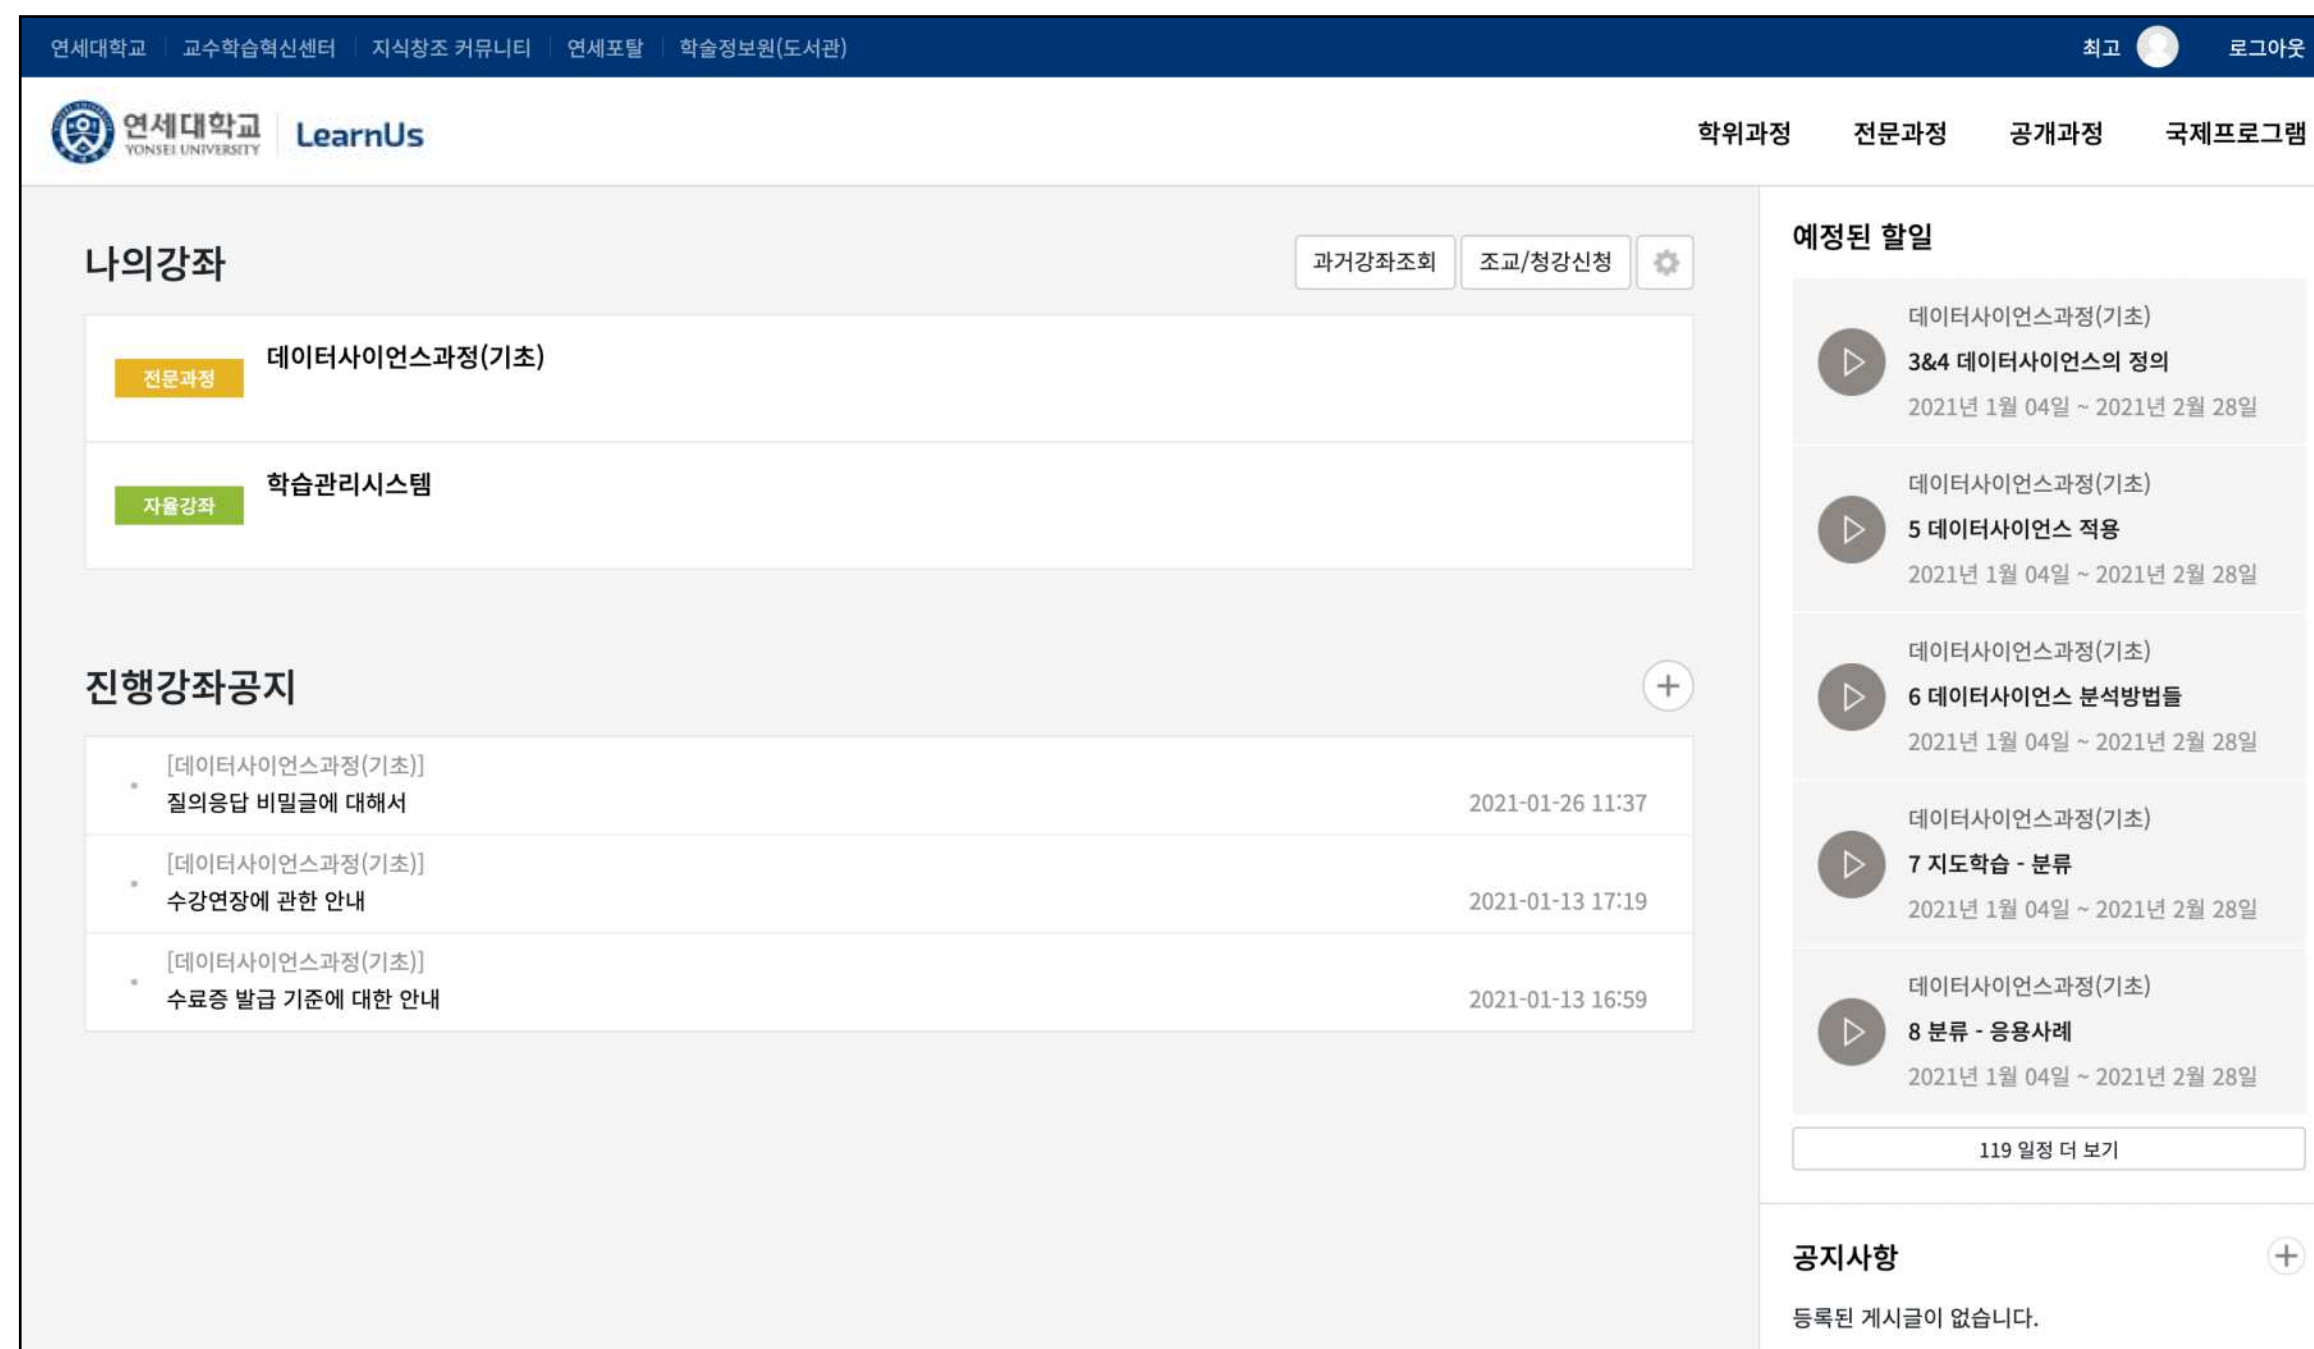 연세대학교 교수학습혁신센터 지식창조 커뮤니티 연세포탈 학술정보원(도서관) 최고 로그아웃
연세대학교
YONSEI UNIVERSITY
LearnUs
학위과정 전문과정 공개과정 국제프로그램
나의강좌
과거강좌조회 조교/청강신청
전문과정 데이터사이언스과정(기초)
자율강좌 학습관리시스템
진행강좌공지
[데이터사이언스과정(기초)]
질의응답 비밀글에 대해서 2021-01-26 11:37
[데이터사이언스과정(기초)]
수강연장에 관한 안내 2021-01-13 17:19
[데이터사이언스과정(기초)]
수료증 발급 기준에 대한 안내 2021-01-13 16:59
예정된 할일
데이터사이언스과정(기초)
3&4 데이터사이언스의 정의
2021년 1월 04일 ~ 2021년 2월 28일
데이터사이언스과정(기초)
5 데이터사이언스 적용
2021년 1월 04일 ~ 2021년 2월 28일
데이터사이언스과정(기초)
6 데이터사이언스 분석방법들
2021년 1월 04일 ~ 2021년 2월 28일
데이터사이언스과정(기초)
7 지도학습 - 분류
2021년 1월 04일 ~ 2021년 2월 28일
데이터사이언스과정(기초)
8 분류 - 응용사례
2021년 1월 04일 ~ 2021년 2월 28일
119 일정 더 보기
공지사항
등록된 게시글이 없습니다.